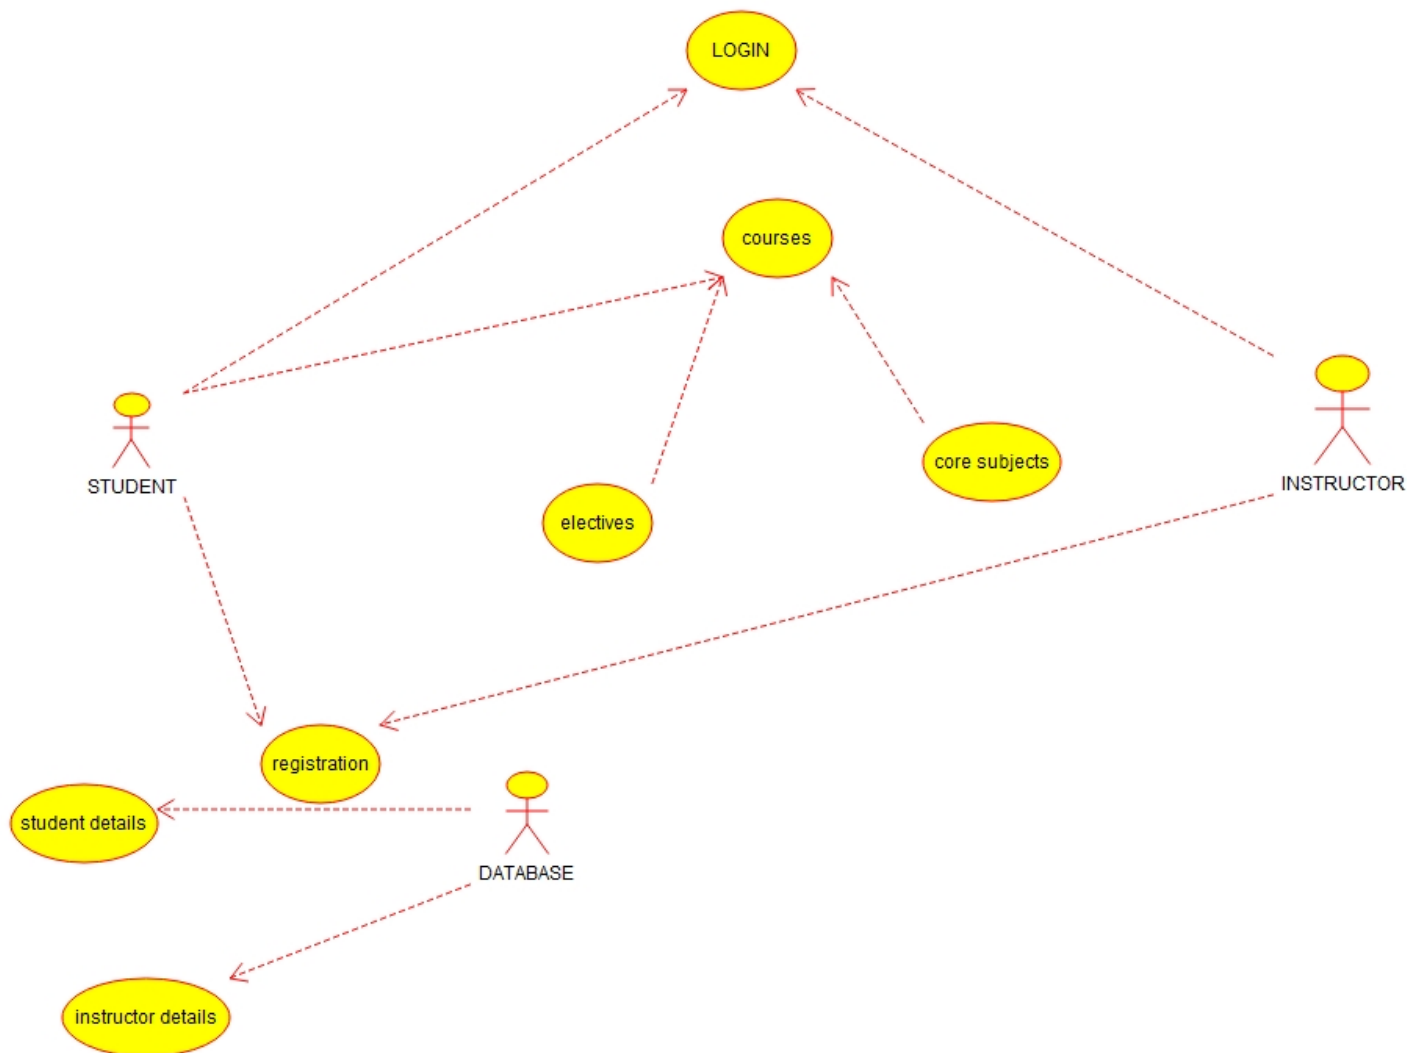 LOGIN
courses
core subjects
STUDENT
INSTRUCTOR
electives
registration
student details
DATABASE
instructor details